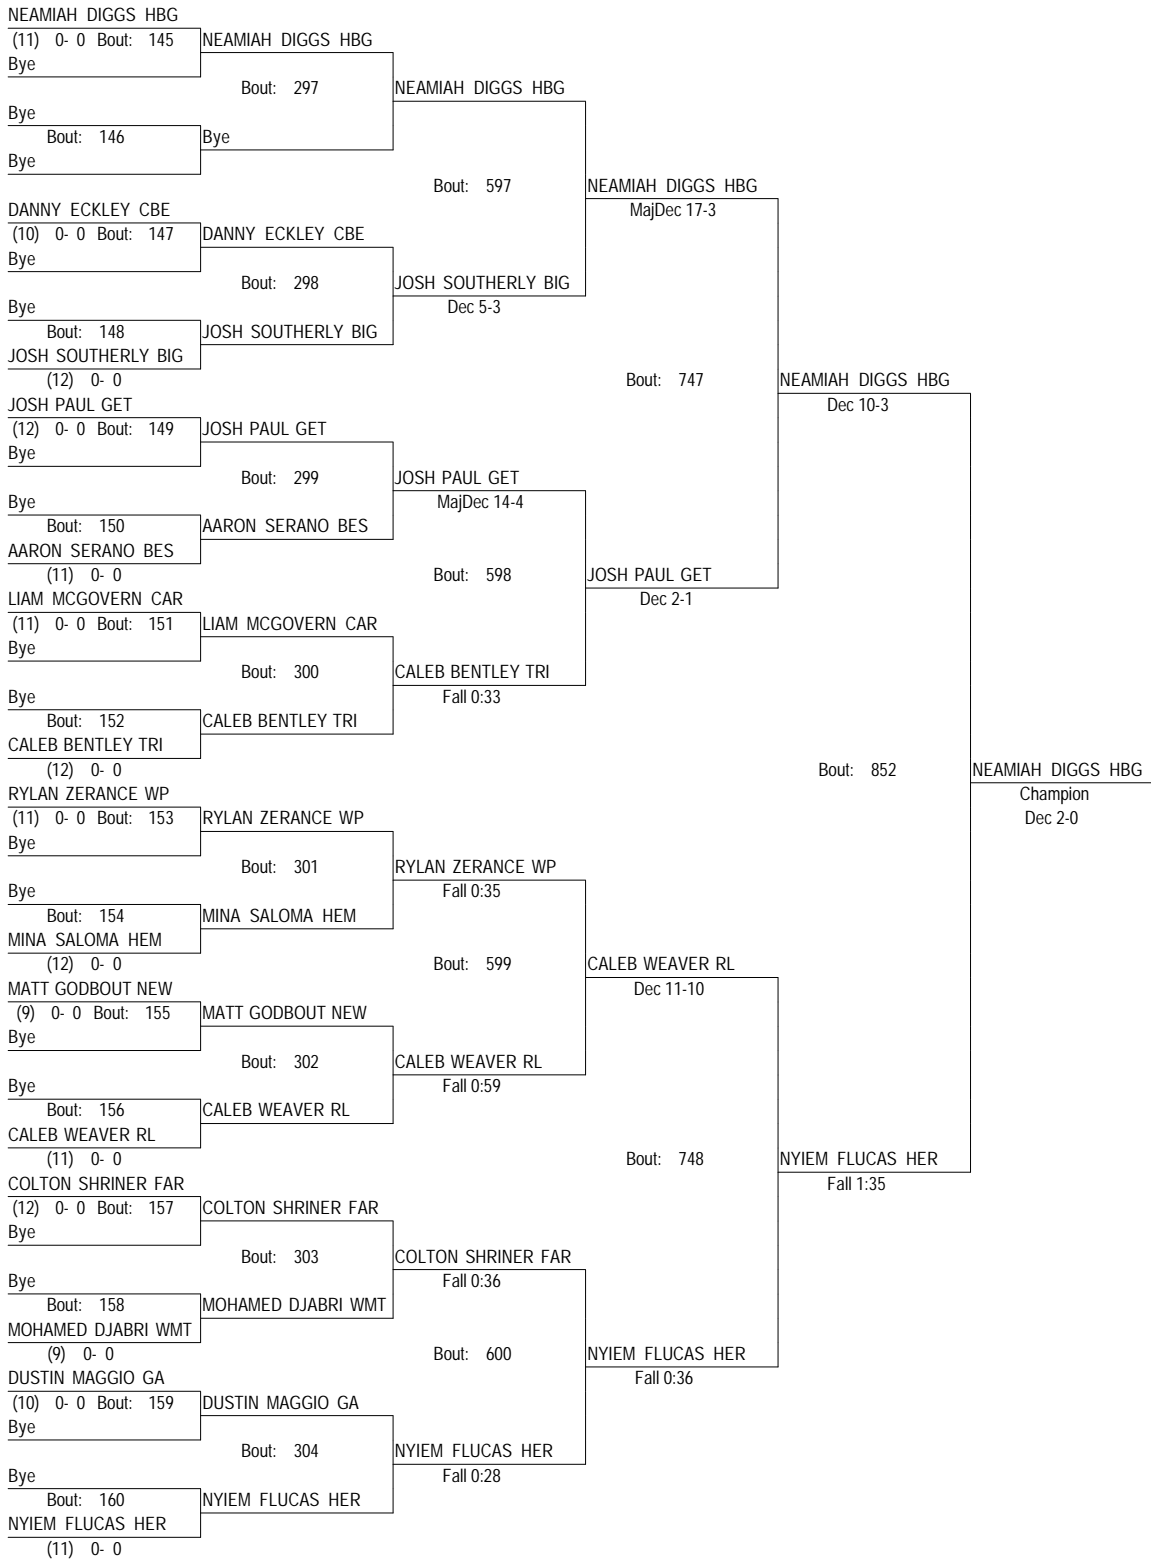 NEAMIAH DIGGS HBG
(11) 0- 0 Bout: 145 NEAMIAH DIGGS HBG
Bye
Bout: 297 NEAMIAH DIGGS HBG
Bye
Bout: 146 Bye
Bye
Bout: 597 NEAMIAH DIGGS HBG
DANNY ECKLEY CBE MajDec 17-3
(10) 0- 0 Bout: 147 DANNY ECKLEY CBE
Bye
Bout: 298 JOSH SOUTHERLY BIG
Bye Dec 5-3
Bout: 148 JOSH SOUTHERLY BIG
JOSH SOUTHERLY BIG
(12) 0- 0 Bout: 747 NEAMIAH DIGGS HBG
JOSH PAUL GET Dec 10-3
(12) 0- 0 Bout: 149 JOSH PAUL GET
Bye
Bout: 299 JOSH PAUL GET
Bye MajDec 14-4
Bout: 150 AARON SERANO BES
AARON SERANO BES
(11) 0- 0 Bout: 598 JOSH PAUL GET
LIAM MCGOVERN CAR Dec 2-1
(11) 0- 0 Bout: 151 LIAM MCGOVERN CAR
Bye
Bout: 300 CALEB BENTLEY TRI
Bye Fall 0:33
Bout: 152 CALEB BENTLEY TRI
CALEB BENTLEY TRI
(12) 0- 0 Bout: 852 NEAMIAH DIGGS HBG
RYLAN ZERANCE WP Champion
(11) 0- 0 Bout: 153 RYLAN ZERANCE WP Dec 2-0
Bye
Bout: 301 RYLAN ZERANCE WP
Bye Fall 0:35
Bout: 154 MINA SALOMA HEM
MINA SALOMA HEM
(12) 0- 0 Bout: 599 CALEB WEAVER RL
MATT GODBOUT NEW Dec 11-10
(9) 0- 0 Bout: 155 MATT GODBOUT NEW
Bye
Bout: 302 CALEB WEAVER RL
Bye Fall 0:59
Bout: 156 CALEB WEAVER RL
CALEB WEAVER RL
(11) 0- 0 Bout: 748 NYIEM FLUCAS HER
COLTON SHRINER FAR Fall 1:35
(12) 0- 0 Bout: 157 COLTON SHRINER FAR
Bye
Bout: 303 COLTON SHRINER FAR
Bye Fall 0:36
Bout: 158 MOHAMED DJABRI WMT
MOHAMED DJABRI WMT
(9) 0- 0 Bout: 600 NYIEM FLUCAS HER
DUSTIN MAGGIO GA Fall 0:36
(10) 0- 0 Bout: 159 DUSTIN MAGGIO GA
Bye
Bout: 304 NYIEM FLUCAS HER
Bye Fall 0:28
Bout: 160 NYIEM FLUCAS HER
NYIEM FLUCAS HER
(11) 0- 0